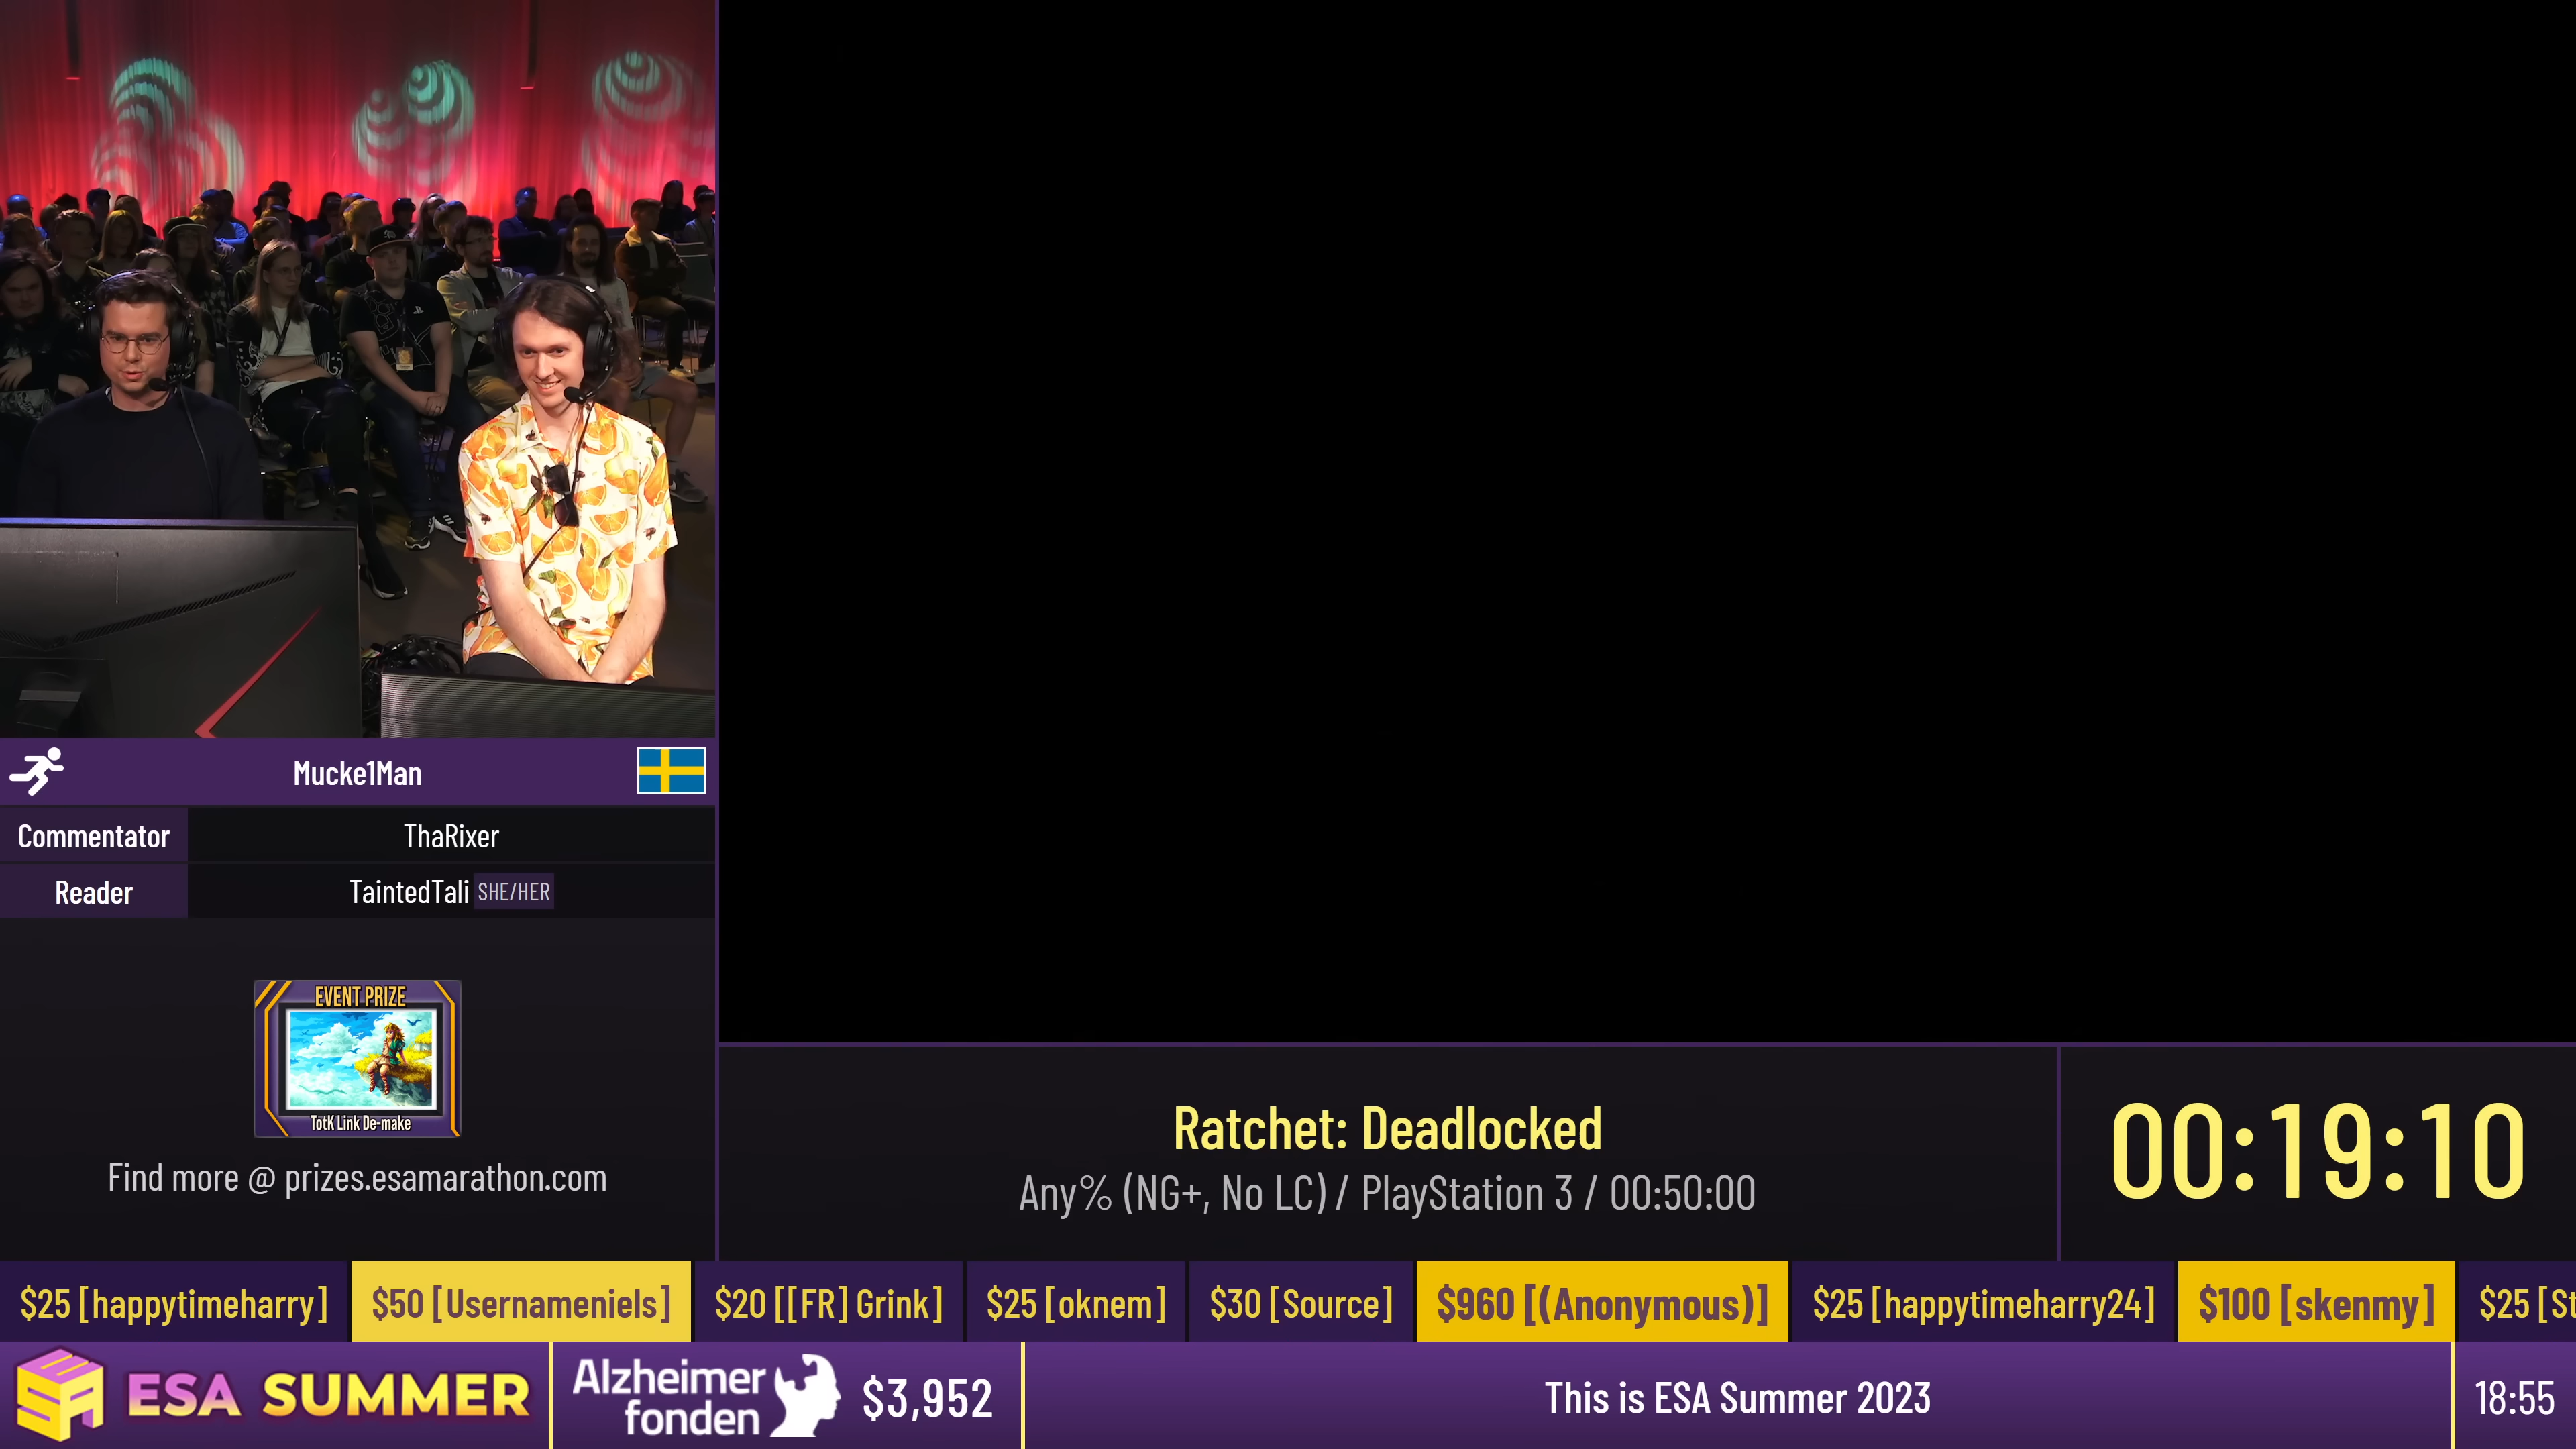 Mucke1Man
Commentator
ThaRixer
Reader
TaintedTali SHE/HER
EVENT PRIZE
TotK Link De-make
Find more @ prizes.esamarathon.com
Ratchet: Deadlocked
Any% (NG+, No LC) / PlayStation 3 / 00:50:00
00:19:10
$25 [happytimeharry]
$50 [Usernameniels]
$20 [[FR] Grink]
$25 [oknem]
$30 [Source]
$960 [(Anonymous)]
$25 [happytimeharry24]
$100 [skenmy]
$25 [St
ESA SUMMER
Alzheimer
fonden
$3,952
This is ESA Summer 2023
18:55